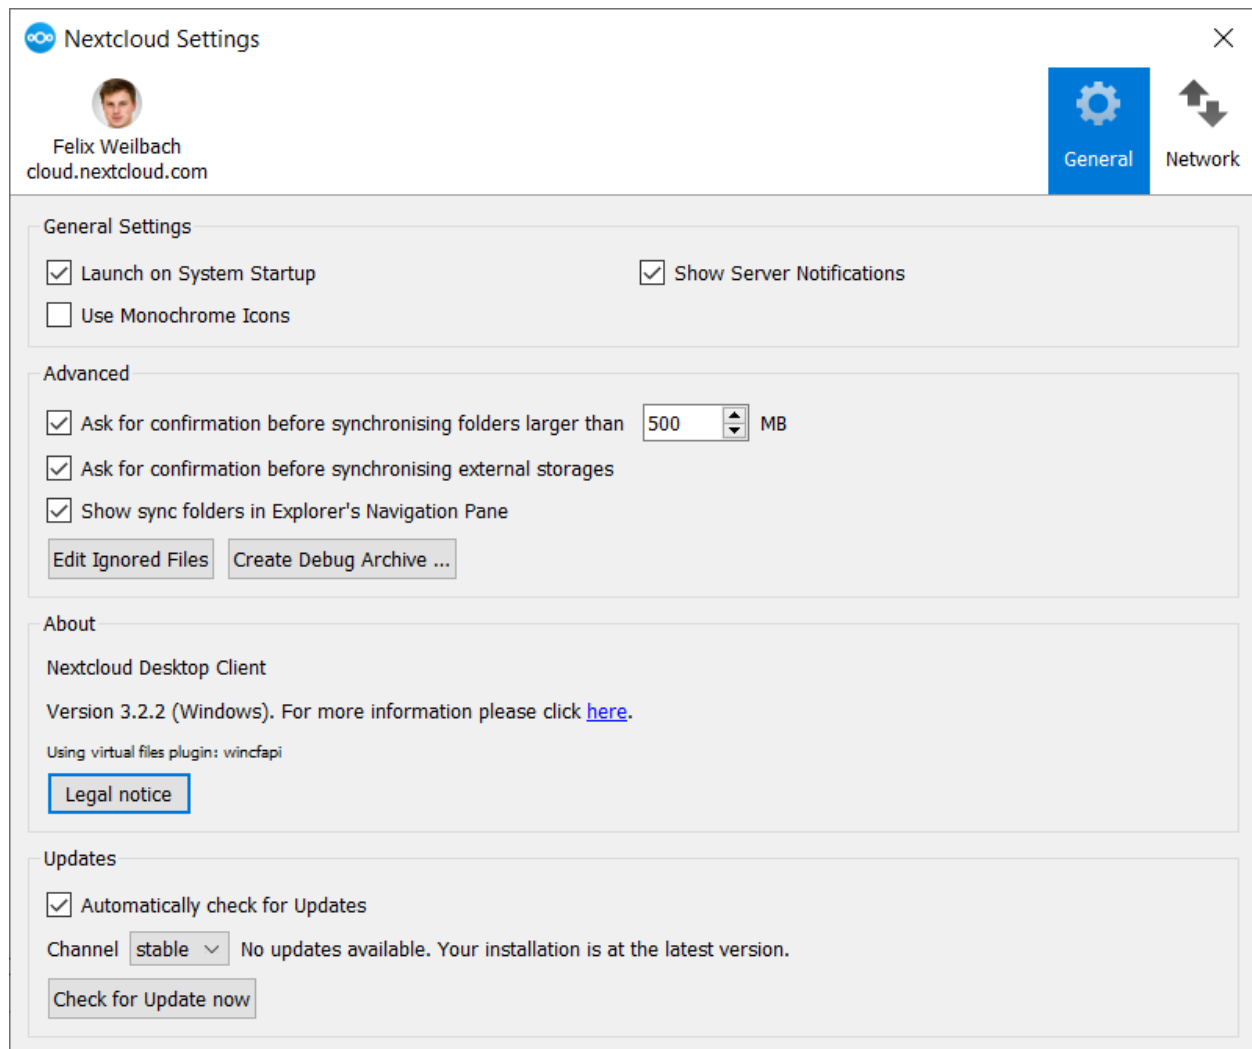 Nextcloud Settings
Felix Weilbach
cloud.nextcloud.com
General
Network
General Settings
Launch on System Startup
Show Server Notifications
Use Monochrome Icons
Advanced
Ask for confirmation before synchronising folders larger than 500 MB
Ask for confirmation before synchronising external storages
Show sync folders in Explorer's Navigation Pane
Edit Ignored Files
Create Debug Archive ...
About
Nextcloud Desktop Client
Version 3.2.2 (Windows). For more information please click here.
Using virtual files plugin: wincfapi
Legal notice
Updates
Automatically check for Updates
Channel stable No updates available. Your installation is at the latest version.
Check for Update now